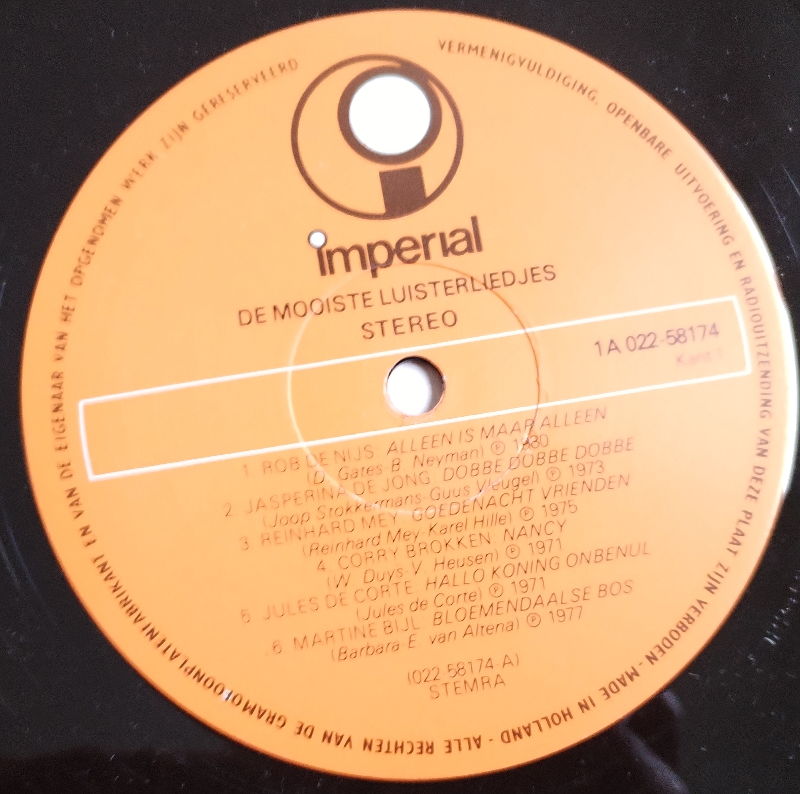 imperial
DE MOOISTE LUISTERLIEDJES
STEREO
1A 022-58174
Kant 1
1. ROB DE NIJS: ALLEEN IS MAAR ALLEEN
(D. Gates-B. Neyman) ℗ 1980
2. JASPERINA DE JONG: DOBBE DOBBE DOBBE
(Joop Stokkermans-Guus Vleugel) ℗ 1973
3. REINHARD MEY: GOEDENACHT VRIENDEN
(Reinhard Mey-Karel Hille) ℗ 1975
4. CORRY BROKKEN: NANCY
(W. Duys-V. Heusen) ℗ 1971
5. JULES DE CORTE: HALLO KONING ONBENUL
(Jules de Corte) ℗ 1971
6. MARTINE BIJL: BLOEMENDAALSE BOS
(Barbara E. van Altena) ℗ 1977
(022-58174 A)
STEMRA
ALLE RECHTEN VAN DE GRAMOFOONPLATENFABRIKANT EN VAN DE EIGENAAR VAN HET OPGENOMEN WERK ZIJN GERESERVEERD
VERMENIGVULDIGING, OPENBARE UITVOERING EN RADIOUITZENDING VAN DEZE PLAAT ZIJN VERBODEN - MADE IN HOLLAND -